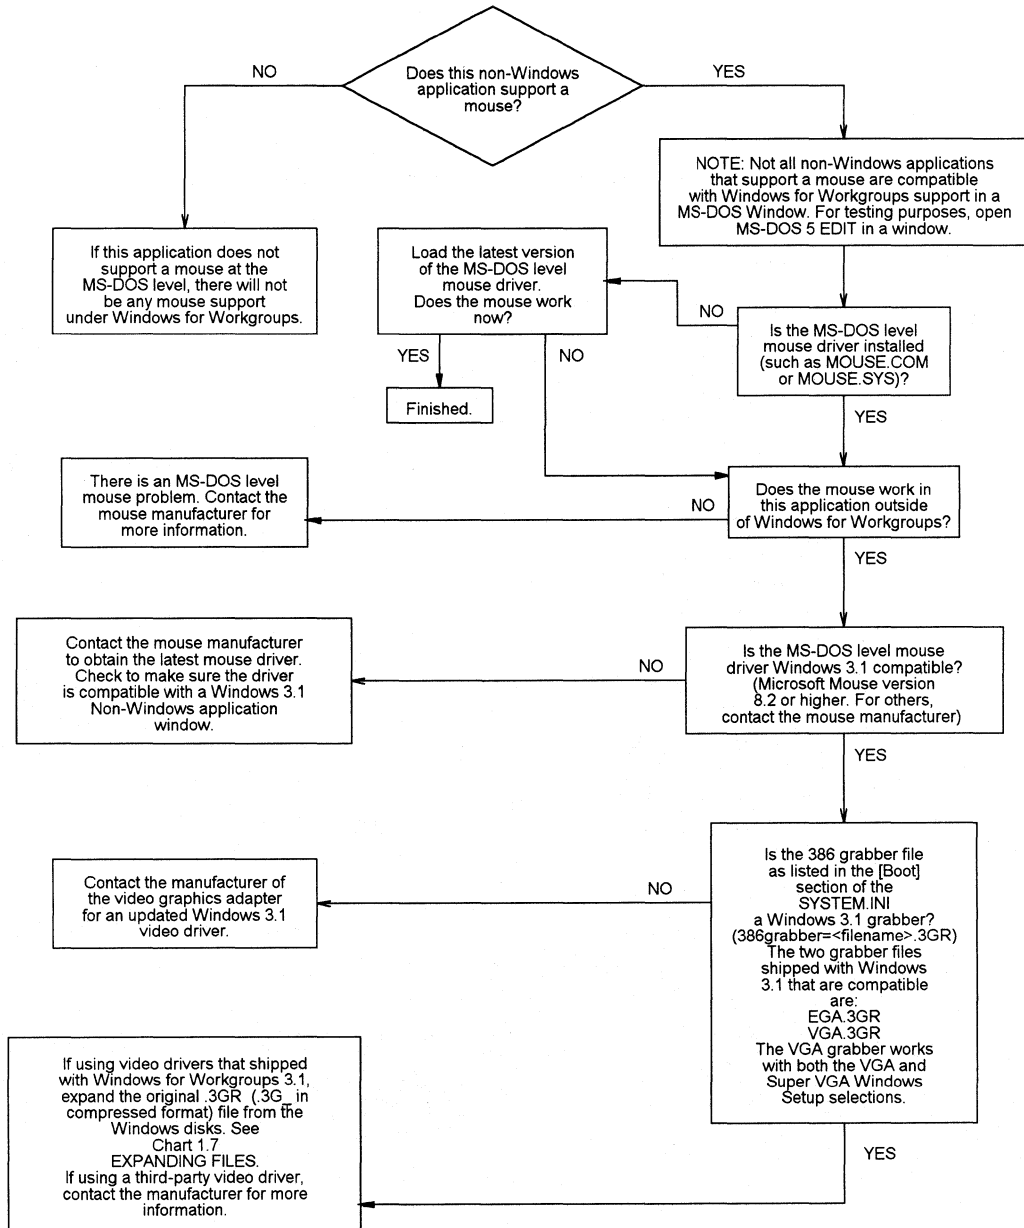 Does this non-Windows
application support a
mouse?
NO
YES
NOTE: Not all non-Windows applications
that support a mouse are compatible
with Windows for Workgroups support in a
MS-DOS Window. For testing purposes, open
MS-DOS 5 EDIT in a window.
If this application does not
support a mouse at the
MS-DOS level, there will not
be any mouse support
under Windows for Workgroups.
Load the latest version
of the MS-DOS level
mouse driver.
Does the mouse work
now?
NO
Is the MS-DOS level
mouse driver installed
(such as MOUSE.COM
or MOUSE.SYS)?
YES
NO
Finished.
YES
There is an MS-DOS level
mouse problem. Contact the
mouse manufacturer for
more information.
NO
Does the mouse work in
this application outside
of Windows for Workgroups?
YES
Contact the mouse manufacturer
to obtain the latest mouse driver.
Check to make sure the driver
is compatible with a Windows 3.1
Non-Windows application
window.
NO
Is the MS-DOS level mouse
driver Windows 3.1 compatible?
(Microsoft Mouse version
8.2 or higher. For others,
contact the mouse manufacturer)
YES
Contact the manufacturer of
the video graphics adapter
for an updated Windows 3.1
video driver.
NO
Is the 386 grabber file
as listed in the [Boot]
section of the
SYSTEM.INI
a Windows 3.1 grabber?
(386grabber=<filename>.3GR)
The two grabber files
shipped with Windows
3.1 that are compatible
are:
EGA.3GR
VGA.3GR
The VGA grabber works
with both the VGA and
Super VGA Windows
Setup selections.
YES
If using video drivers that shipped
with Windows for Workgroups 3.1,
expand the original .3GR (.3G_ in
compressed format) file from the
Windows disks. See
Chart 1.7
EXPANDING FILES.
If using a third-party video driver,
contact the manufacturer for more
information.